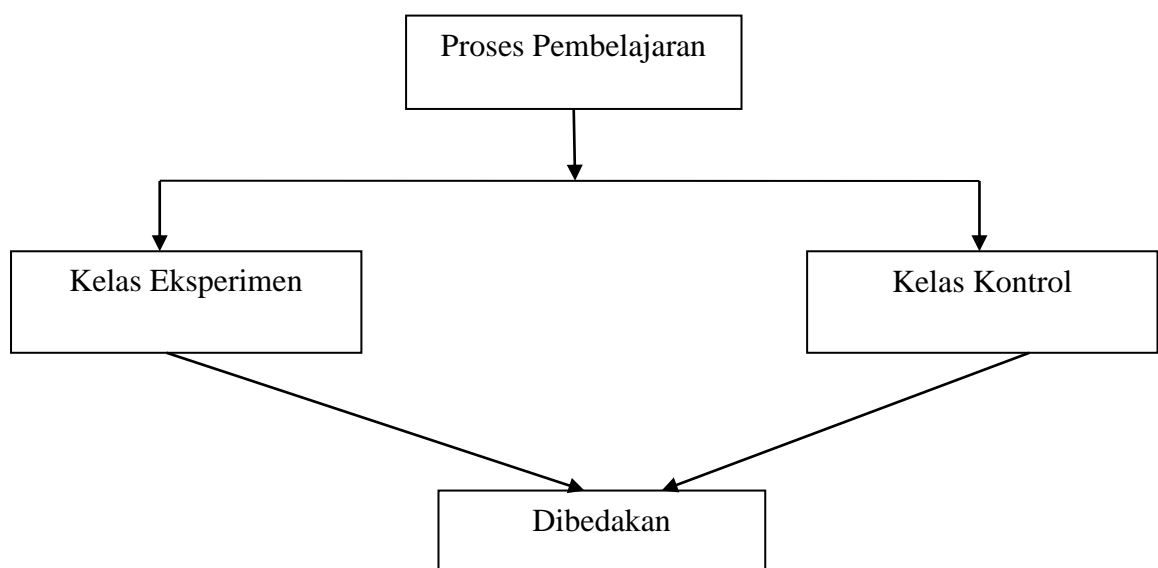 Proses Pembelajaran
Kelas Eksperimen
Kelas Kontrol
Dibedakan